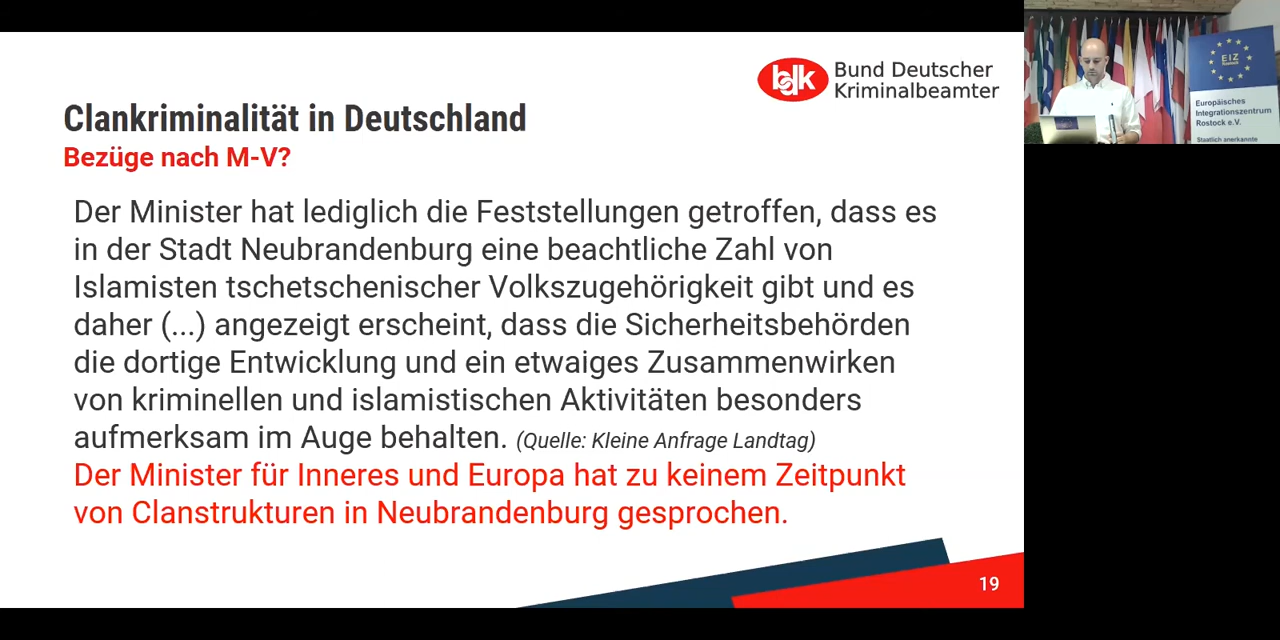 bdk
Bund Deutscher
Kriminalbeamter
Clankriminalität in Deutschland
Bezüge nach M-V?
Der Minister hat lediglich die Feststellungen getroffen, dass es
in der Stadt Neubrandenburg eine beachtliche Zahl von
Islamisten tschetschenischer Volkszugehörigkeit gibt und es
daher (...) angezeigt erscheint, dass die Sicherheitsbehörden
die dortige Entwicklung und ein etwaiges Zusammenwirken
von kriminellen und islamistischen Aktivitäten besonders
aufmerksam im Auge behalten. (Quelle: Kleine Anfrage Landtag)
Der Minister für Inneres und Europa hat zu keinem Zeitpunkt
von Clanstrukturen in Neubrandenburg gesprochen.
19
EIZ
Europäisches
Integrationszentrum
Rostock e.V.
Staatlich anerkannte